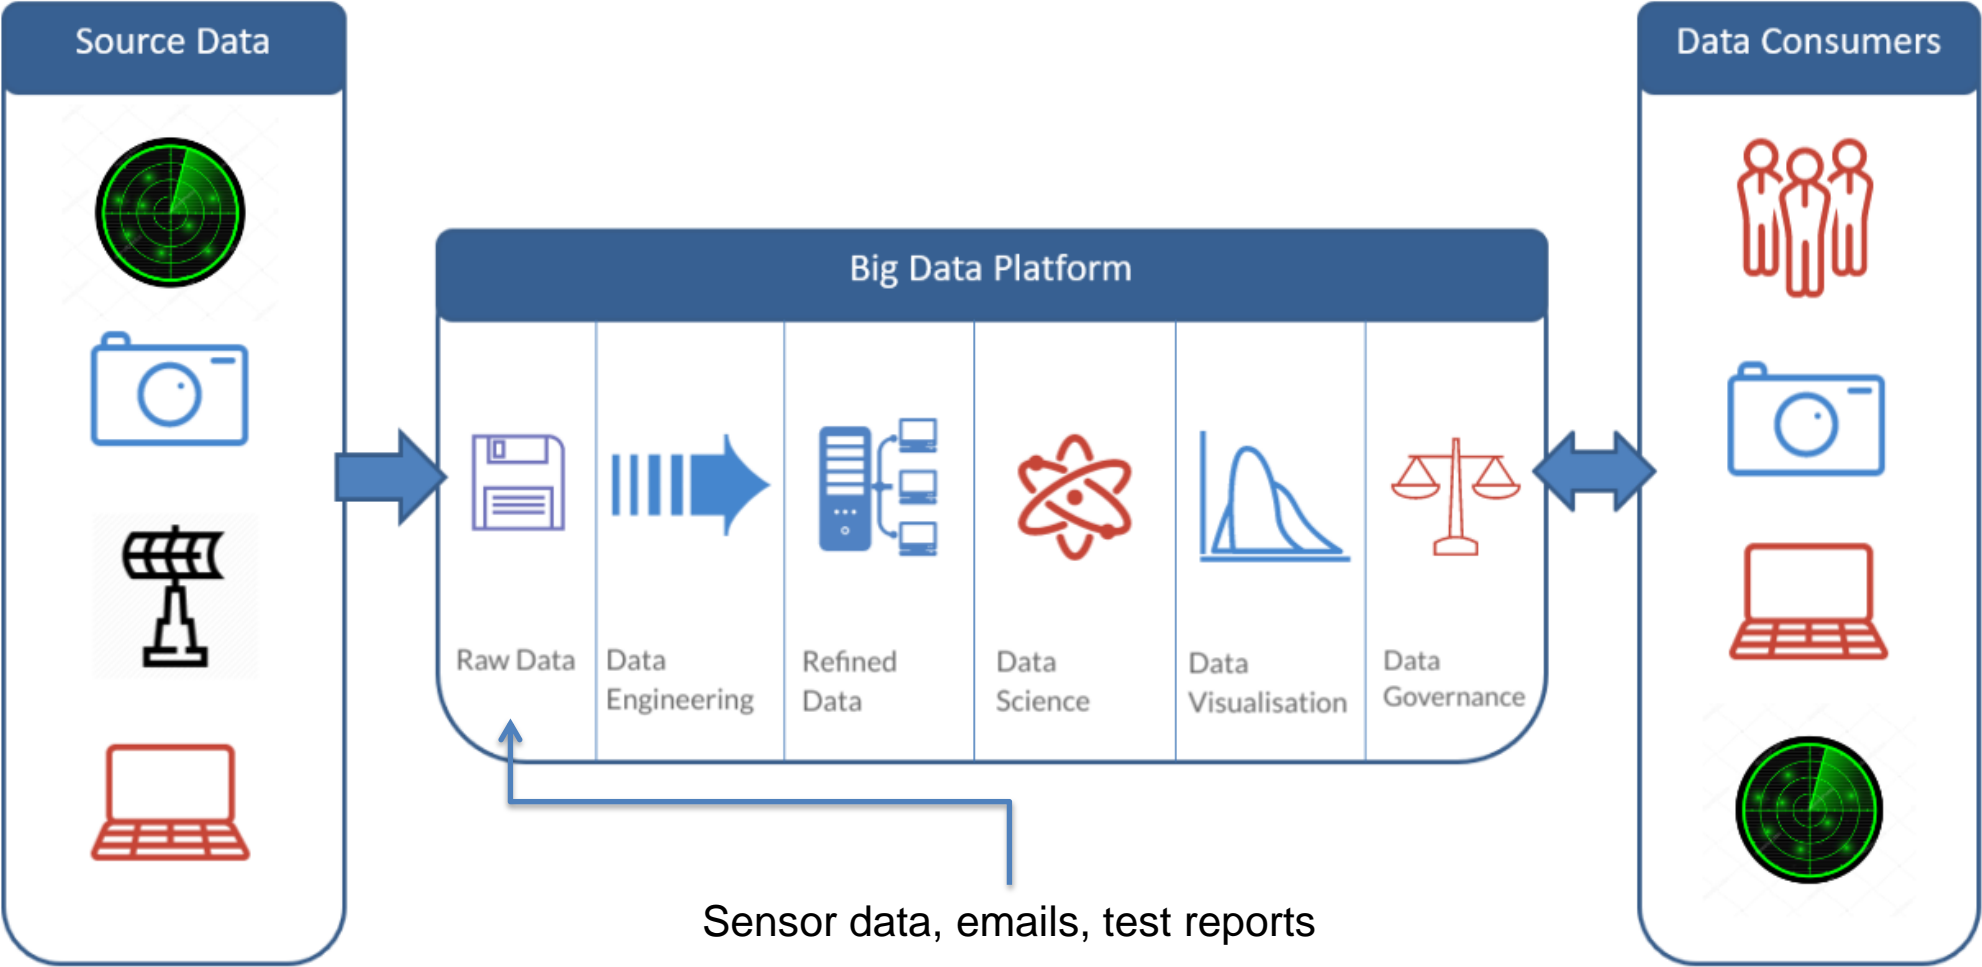 Source Data
Big Data Platform
Data Consumers
Raw Data
Data
Engineering
Refined
Data
Data
Science
Data
Visualisation
Data
Governance
Sensor data, emails, test reports